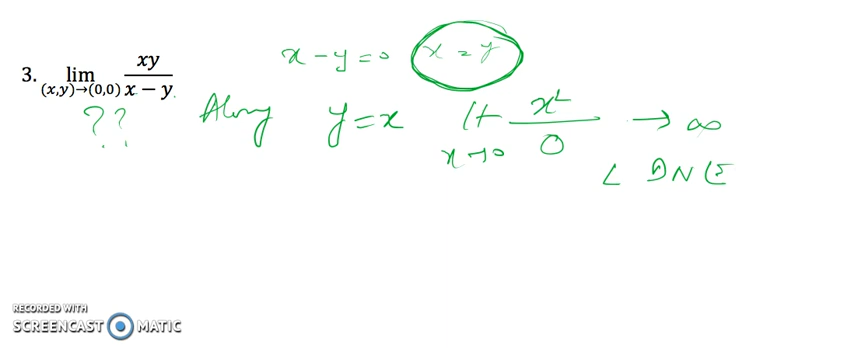 3. lim (x,y)→(0,0) xy / x − y
x − y = 0 x = y
?? Along y = x lt x→0 x² / 0 → ∞
L DNE
RECORDED WITH
SCREENCAST O MATIC